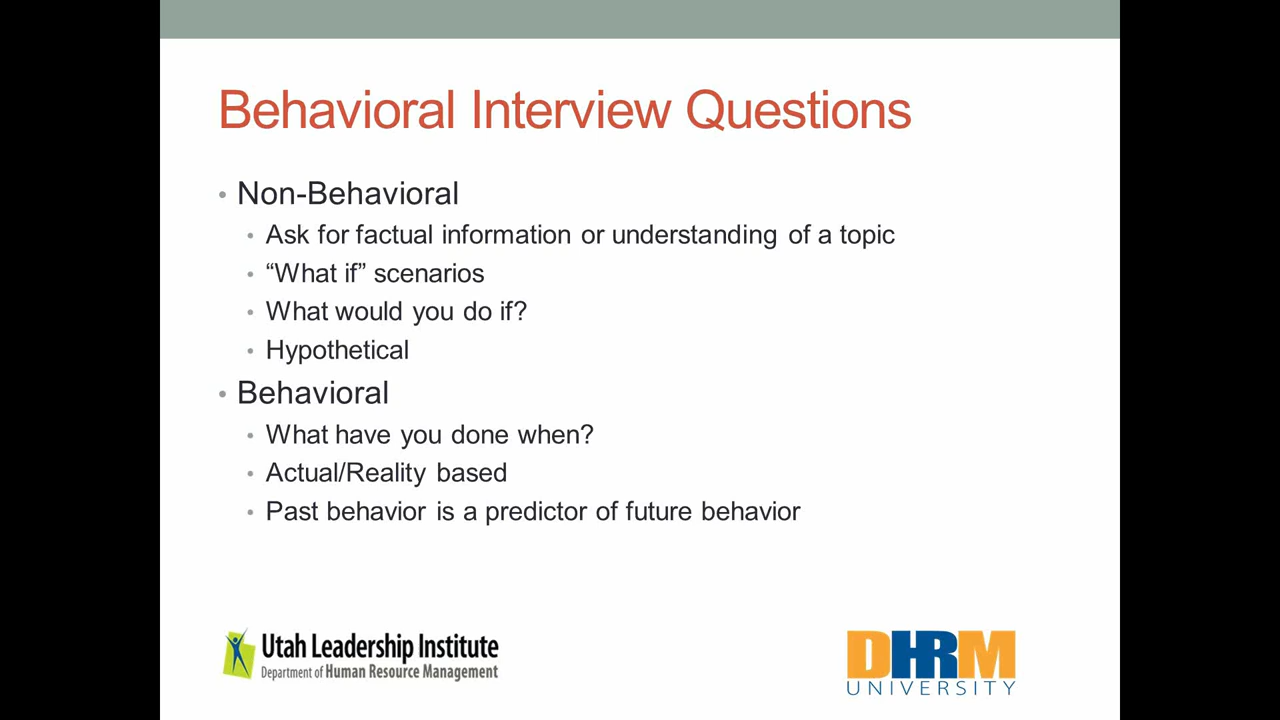 Behavioral Interview Questions
• Non-Behavioral
• Ask for factual information or understanding of a topic
• “What if” scenarios
• What would you do if?
• Hypothetical
• Behavioral
• What have you done when?
• Actual/Reality based
• Past behavior is a predictor of future behavior
Utah Leadership Institute
Department of Human Resource Management
DHRM
UNIVERSITY